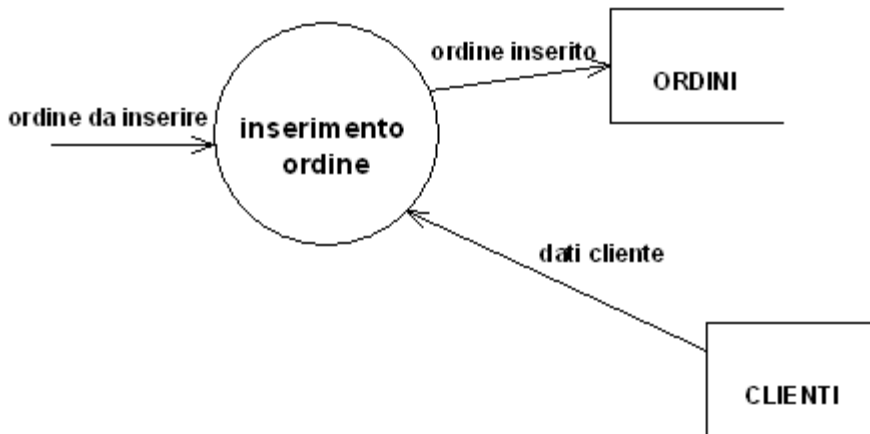 ordine inserito
ORDINI
ordine da inserire
inserimento
ordine
dati cliente
CLIENTI